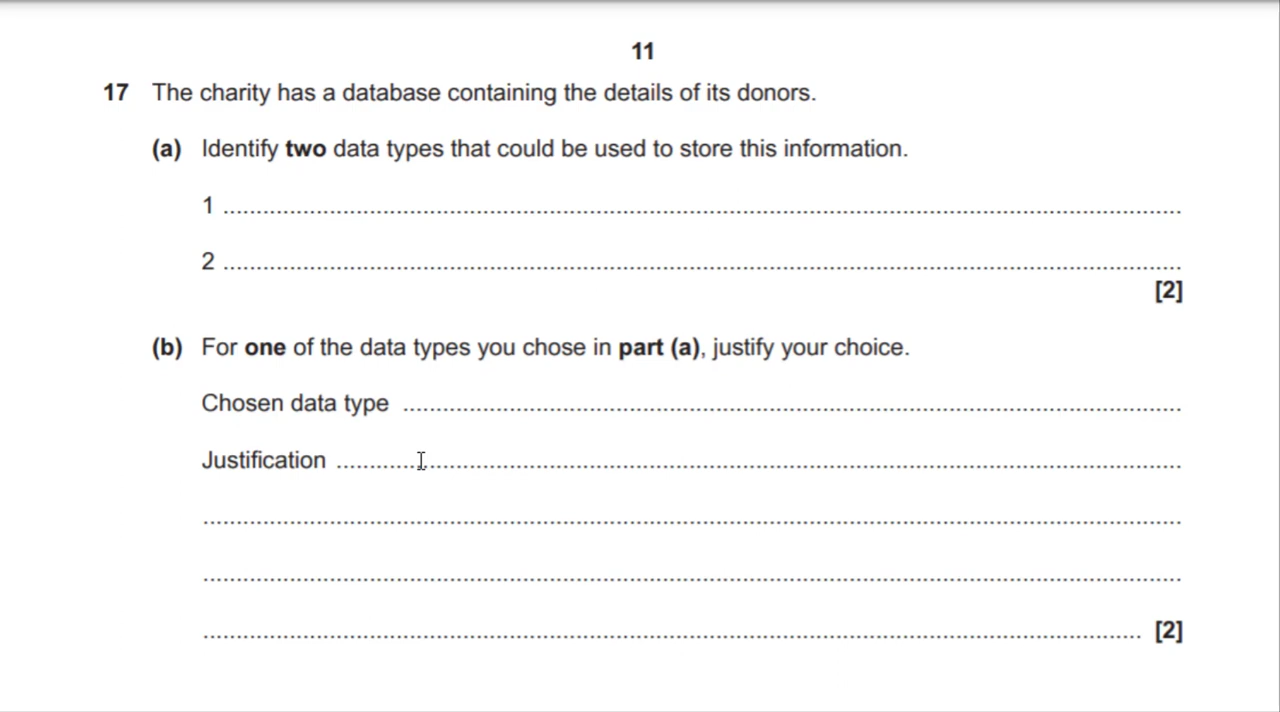 11
17 The charity has a database containing the details of its donors.
(a) Identify two data types that could be used to store this information.
1 ........................................................................
2 ........................................................................
[2]
(b) For one of the data types you chose in part (a), justify your choice.
Chosen data type ........................................................................
Justification ........................................................................
........................................................................
........................................................................
........................................................................ [2]